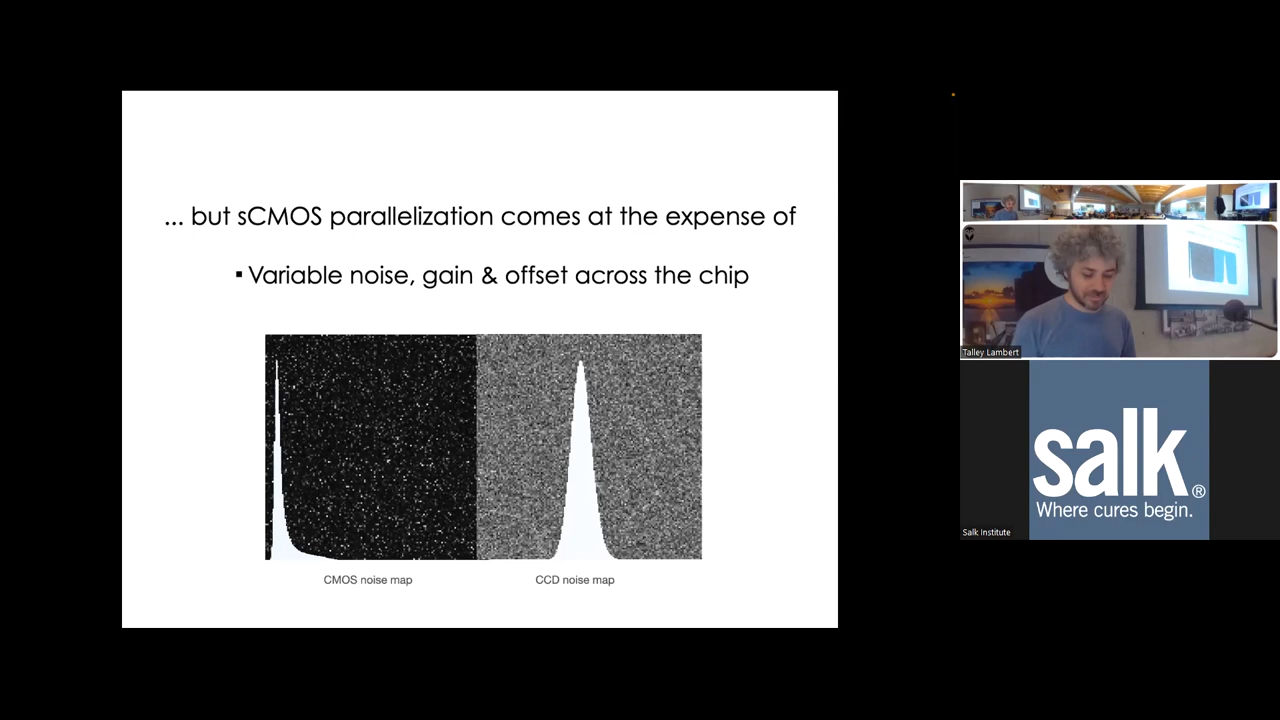 ... but sCMOS parallelization comes at the expense of
▪ Variable noise, gain & offset across the chip
CMOS noise map
CCD noise map
Talley Lambert
salk®
Where cures begin.
Salk Institute